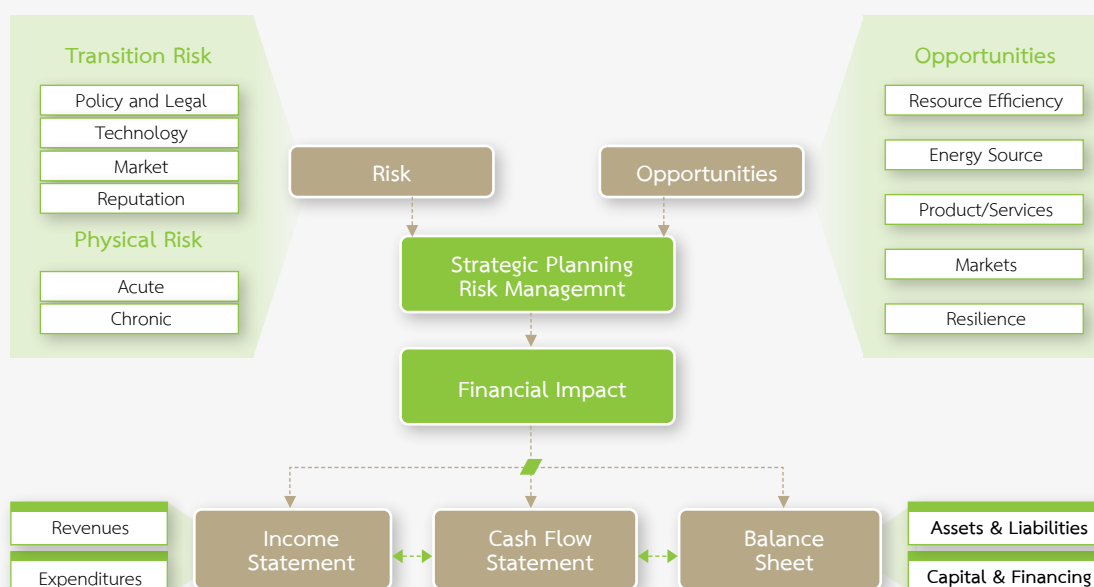 Transition Risk
Policy and Legal
Technology
Market
Reputation
Physical Risk
Acute
Chronic
Risk
Opportunities
Strategic Planning
Risk Managemnt
Financial Impact
Opportunities
Resource Efficiency
Energy Source
Product/Services
Markets
Resilience
Revenues
Expenditures
Income
Statement
Cash Flow
Statement
Balance
Sheet
Assets & Liabilities
Capital & Financing